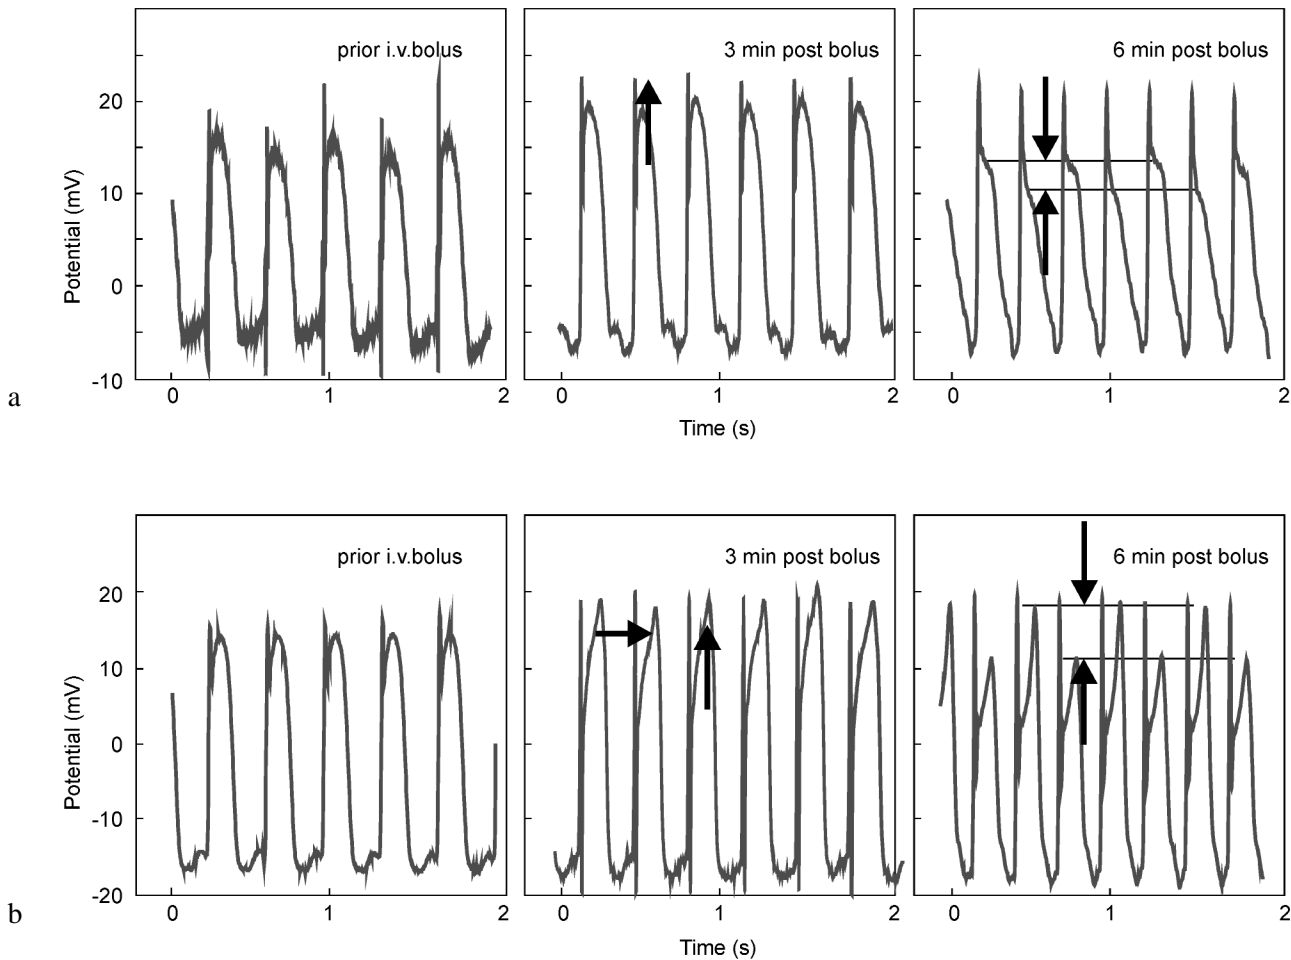 prior i.v.bolus
3 min post bolus
6 min post bolus
Potential (mV)
20
10
0
-10
0 1 2
0 1 2
0 1 2
a
Time (s)
prior i.v.bolus
3 min post bolus
6 min post bolus
Potential (mV)
20
10
0
-10
-20
0 1 2
0 1 2
0 1 2
b
Time (s)